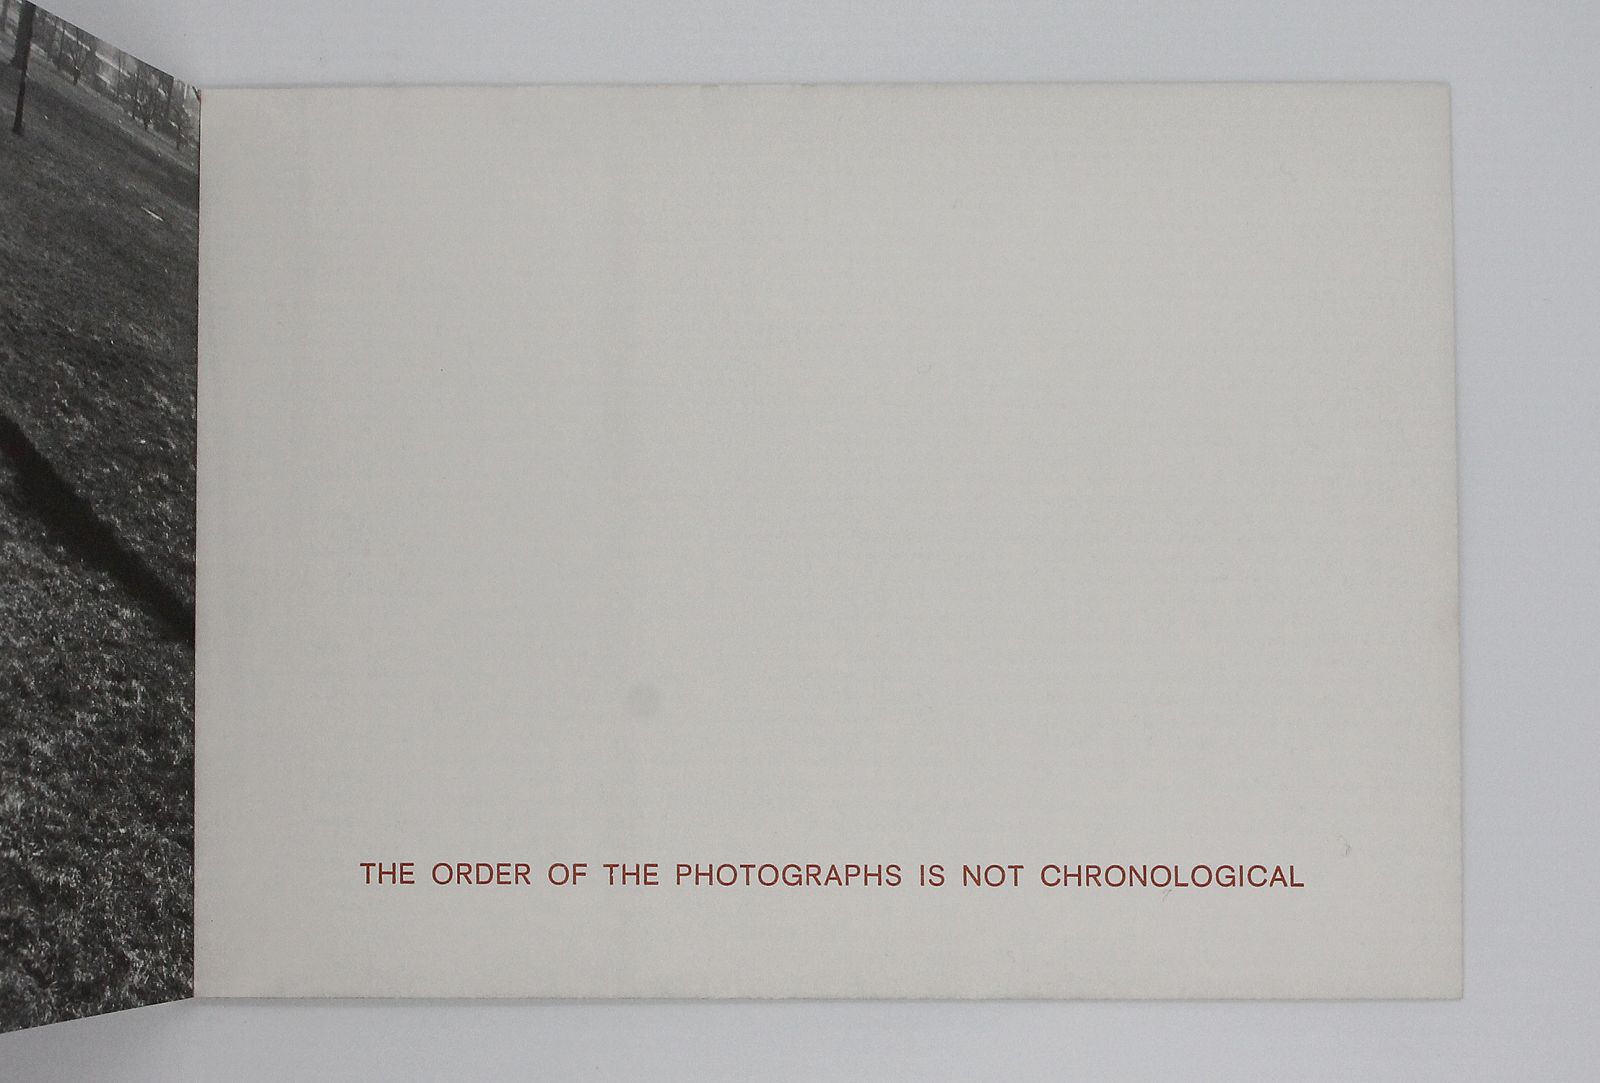 THE ORDER OF THE PHOTOGRAPHS IS NOT CHRONOLOGICAL